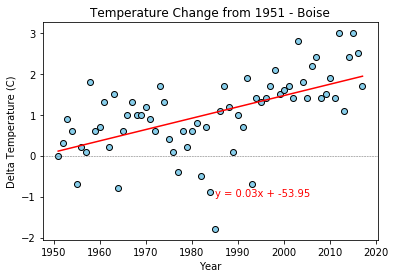 Temperature Change from 1951 - Boise
Delta Temperature (C)
3
2
1
0
−1
−2
y = 0.03x + -53.95
1950 1960 1970 1980 1990 2000 2010 2020
Year